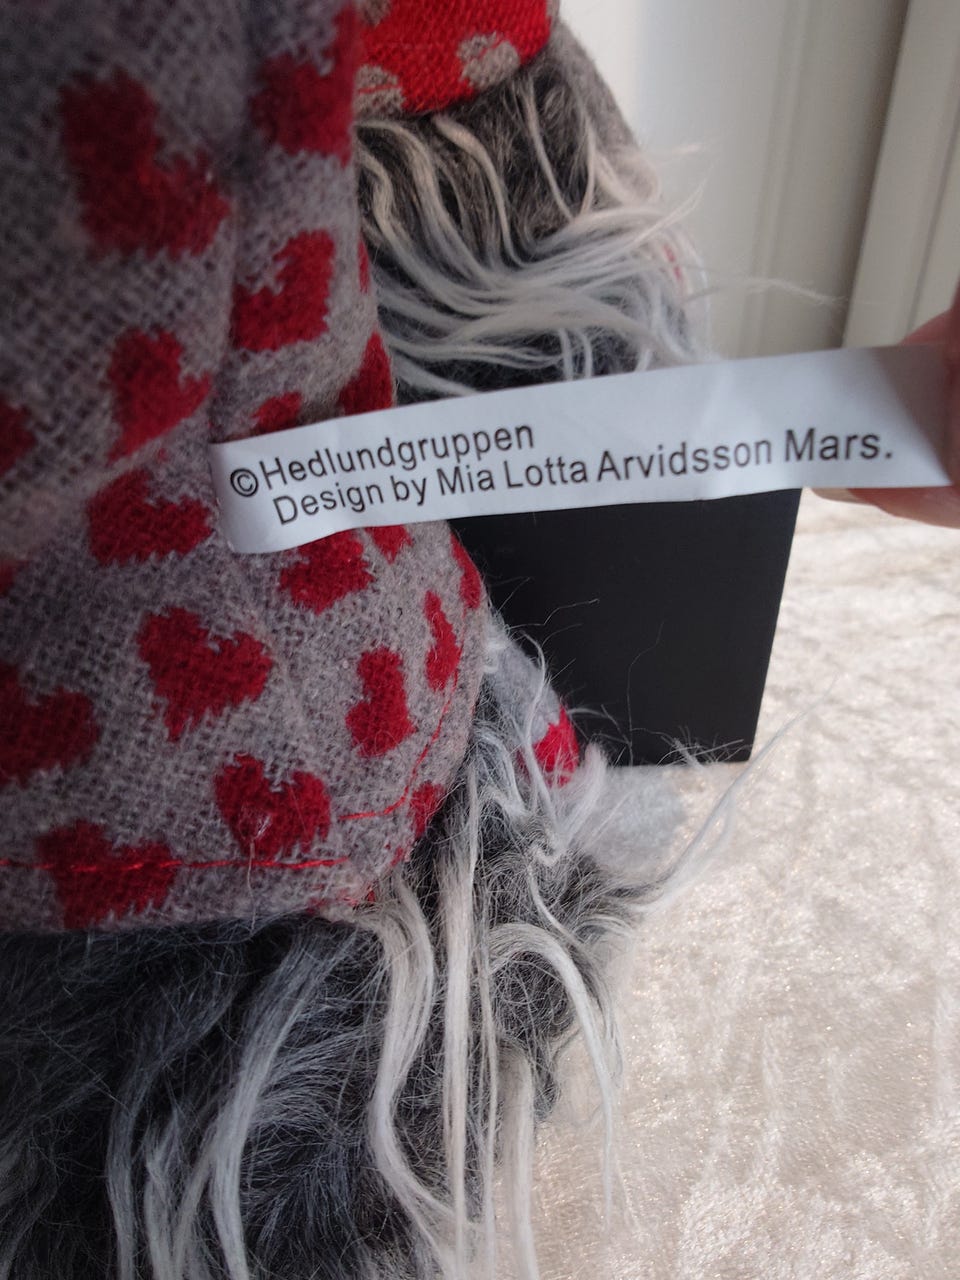 ©Hedlundgruppen
Design by Mia Lotta Arvidsson Mars.